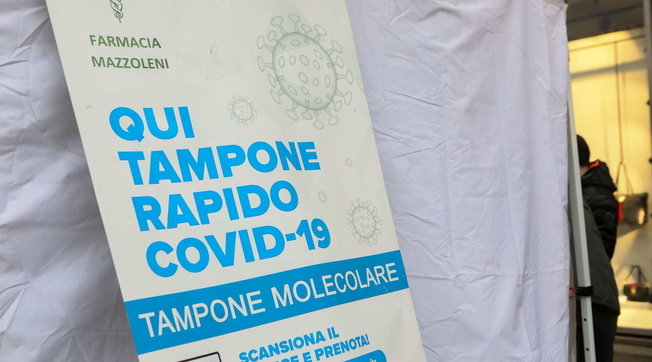 FARMACIA
MAZZOLENI
QUI
TAMPONE
RAPIDO
COVID-19
TAMPONE MOLECOLARE
SCANSIONA IL
E PRENOTA!